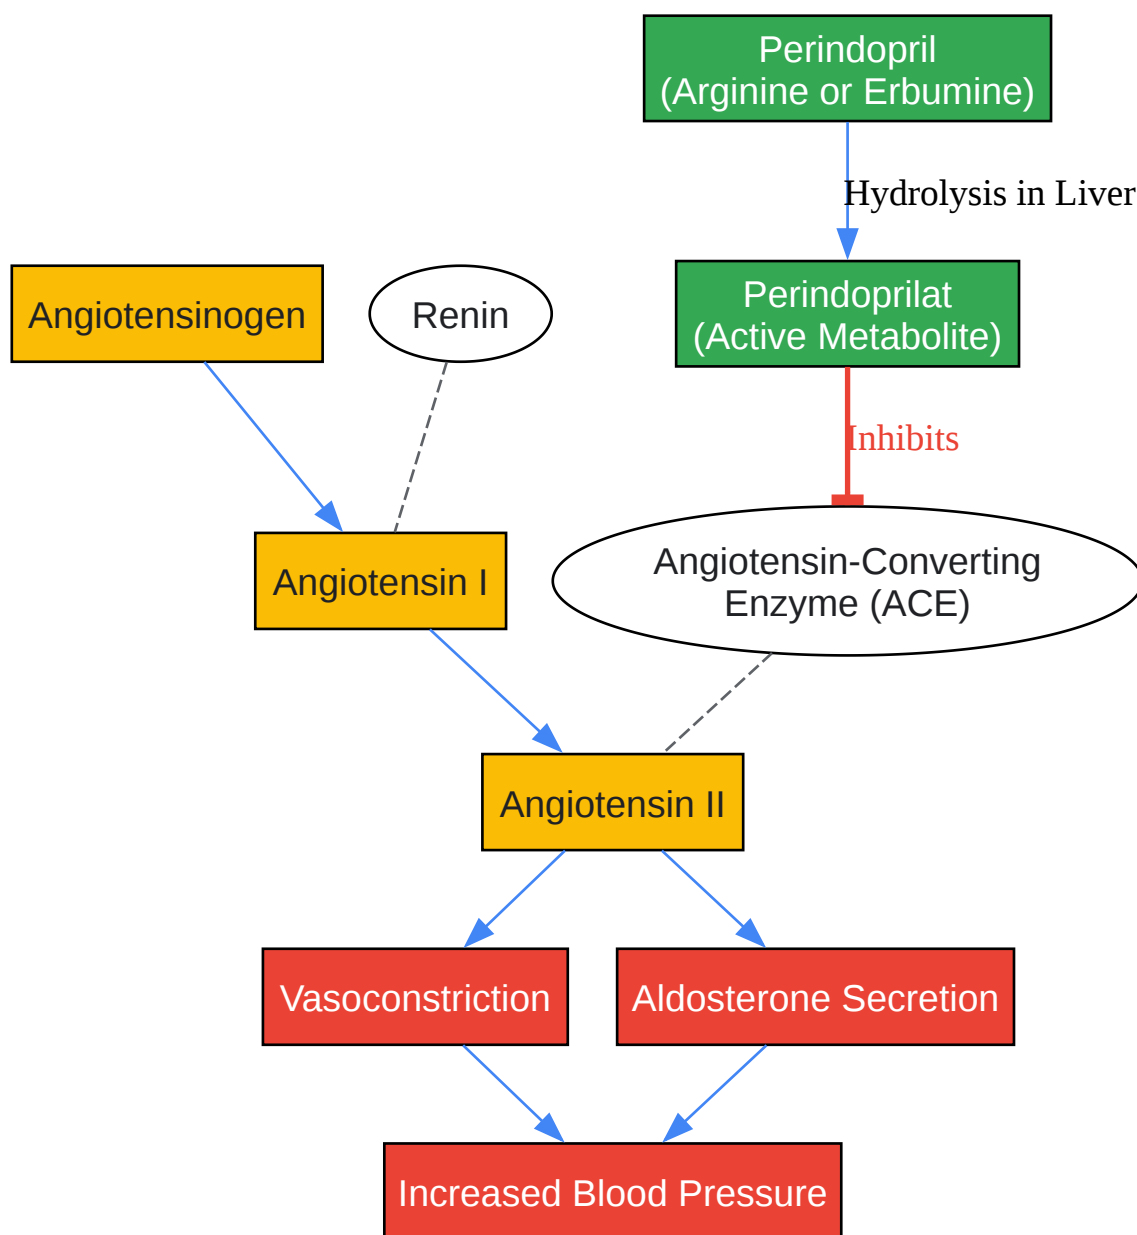 Perindopril
(Arginine or Erbumine)
Hydrolysis in Liver
Angiotensinogen
Renin
Perindoprilat
(Active Metabolite)
Inhibits
Angiotensin I
Angiotensin-Converting
Enzyme (ACE)
Angiotensin II
Vasoconstriction
Aldosterone Secretion
Increased Blood Pressure